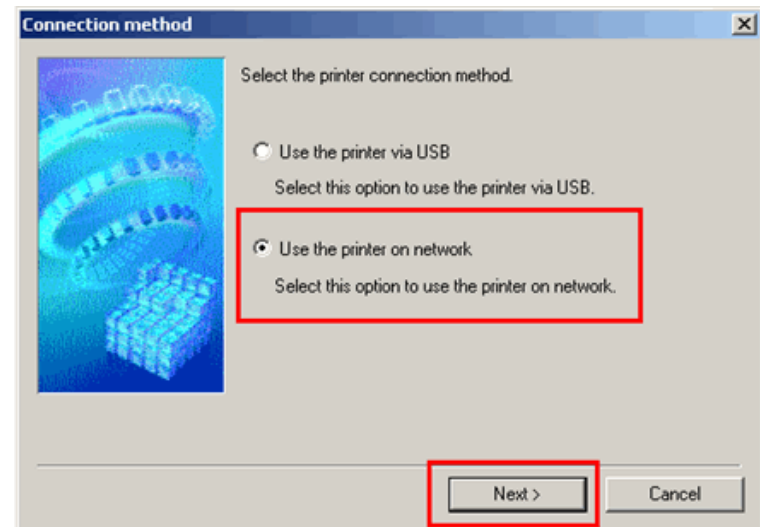 Connection method
Select the printer connection method.
Use the printer via USB
Select this option to use the printer via USB.
Use the printer on network
Select this option to use the printer on network.
Next >
Cancel